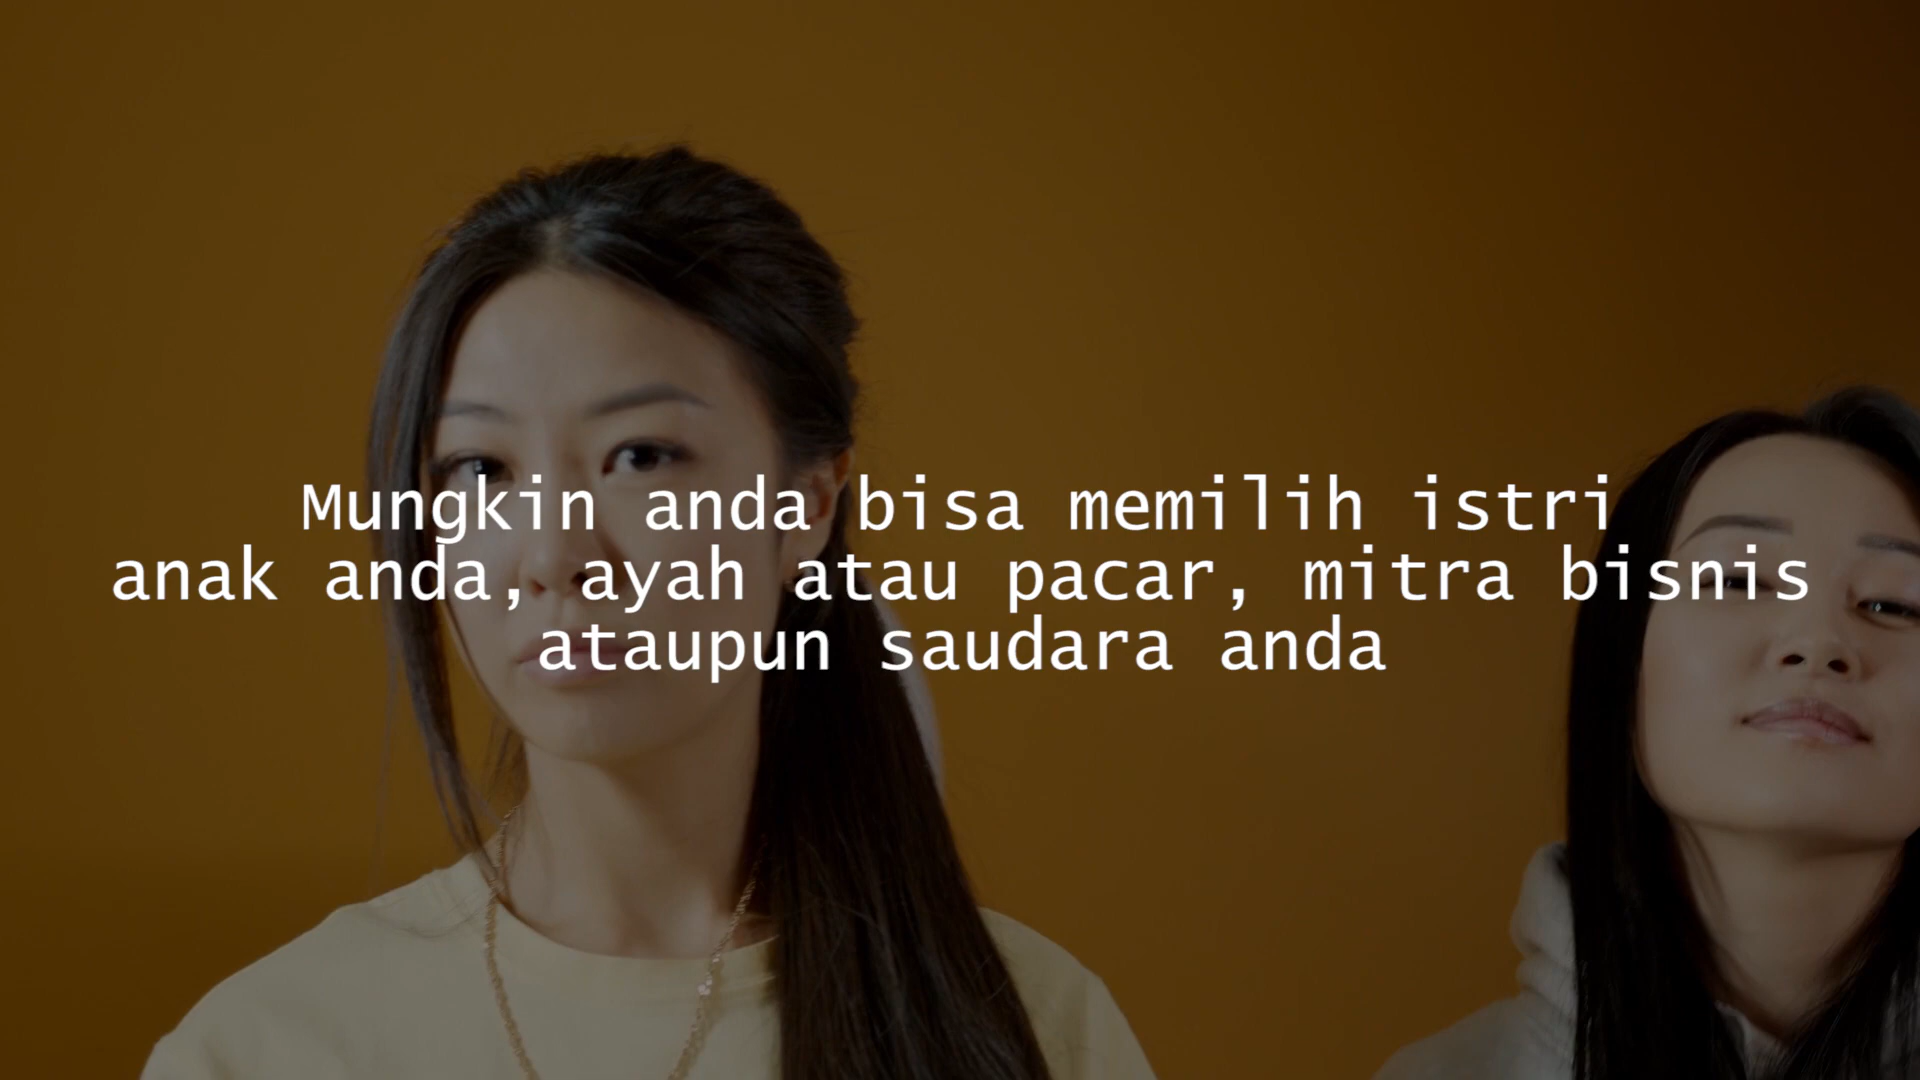 Mungkin anda bisa memilih istri
anak anda, ayah atau pacar, mitra bisnis
ataupun saudara anda